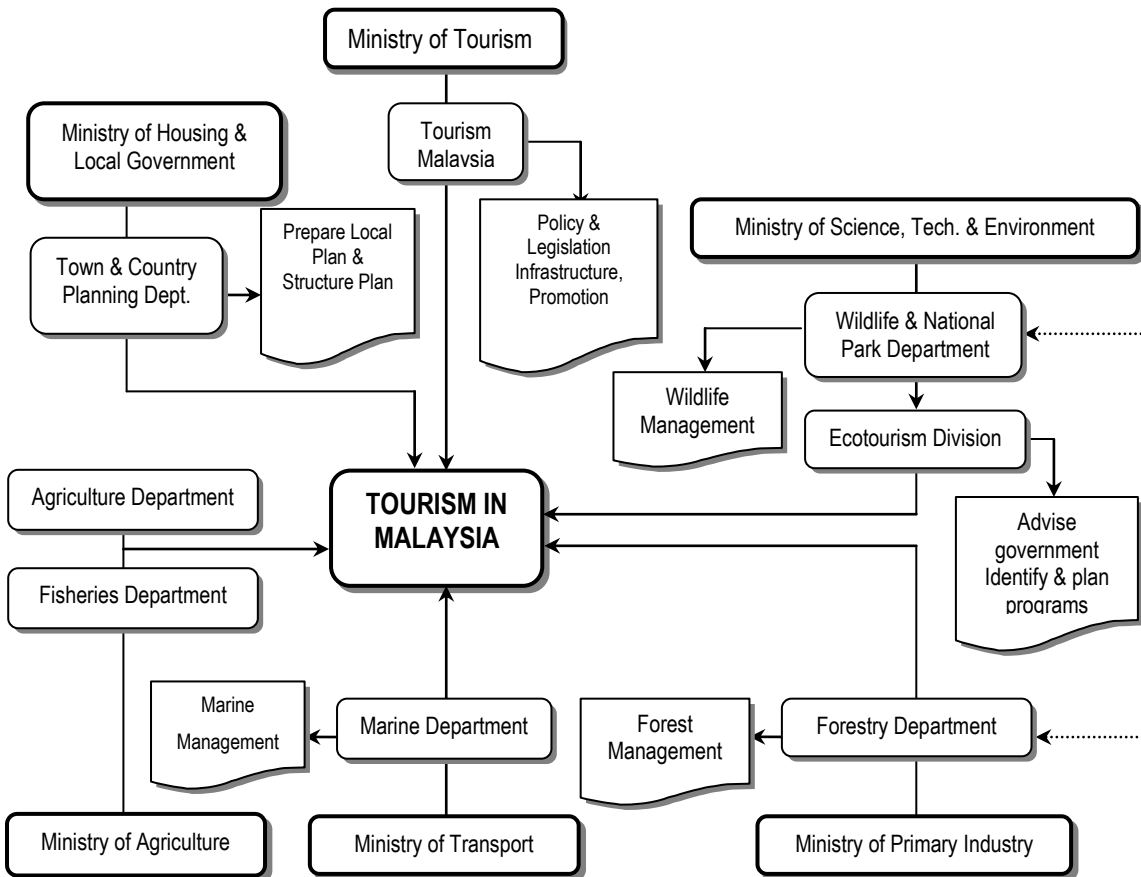 Ministry of Tourism
Tourism
Malavsia
Ministry of Housing &
Local Government
Policy &
Legislation
Infrastructure,
Promotion
Prepare Local
Plan &
Structure Plan
Town & Country
Planning Dept.
Ministry of Science, Tech. & Environment
Wildlife & National
Park Department
Wildlife
Management
Ecotourism Division
Advise
government
Identify & plan
programs
TOURISM IN
MALAYSIA
Agriculture Department
Fisheries Department
Marine
Management
Marine Department
Forest
Management
Forestry Department
Ministry of Agriculture
Ministry of Transport
Ministry of Primary Industry